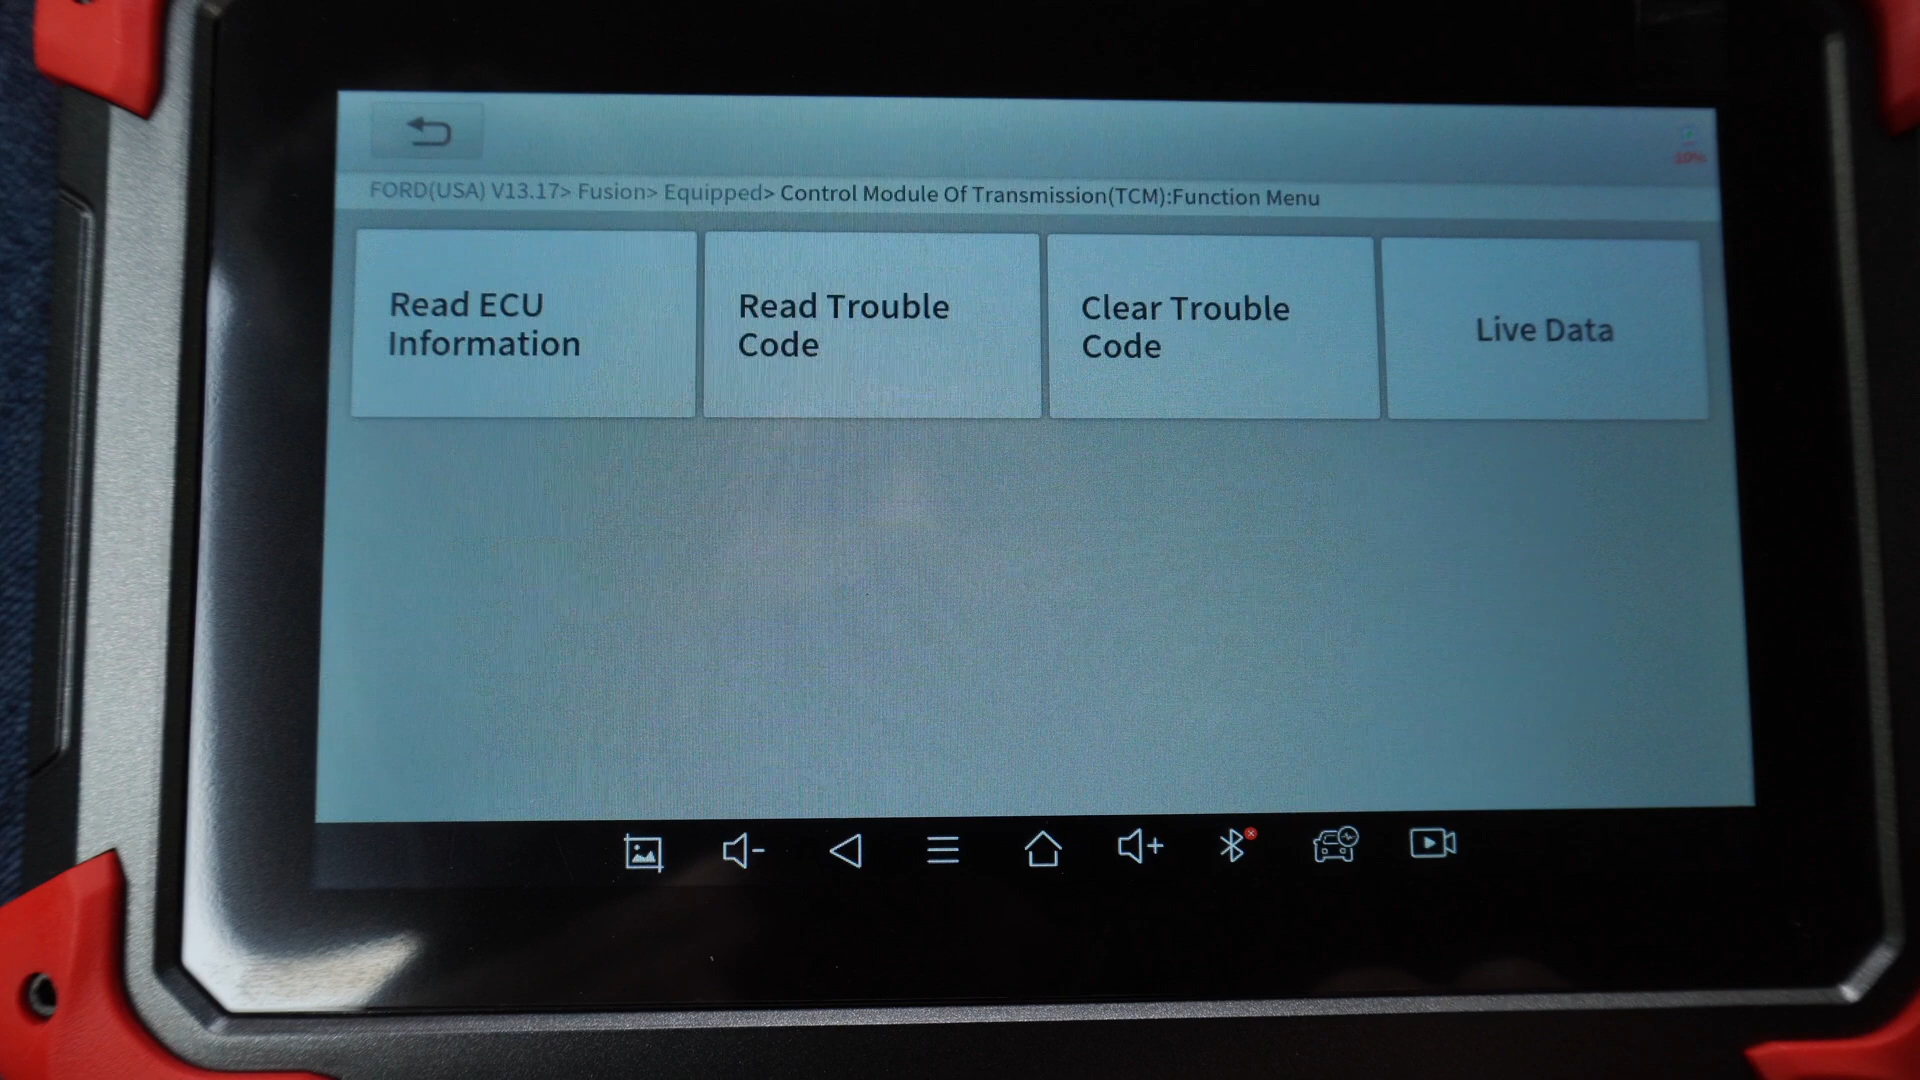 FORD(USA) V13.17> Fusion> Equipped> Control Module Of Transmission(TCM):Function Menu
Read ECU
Information
Read Trouble
Code
Clear Trouble
Code
Live Data